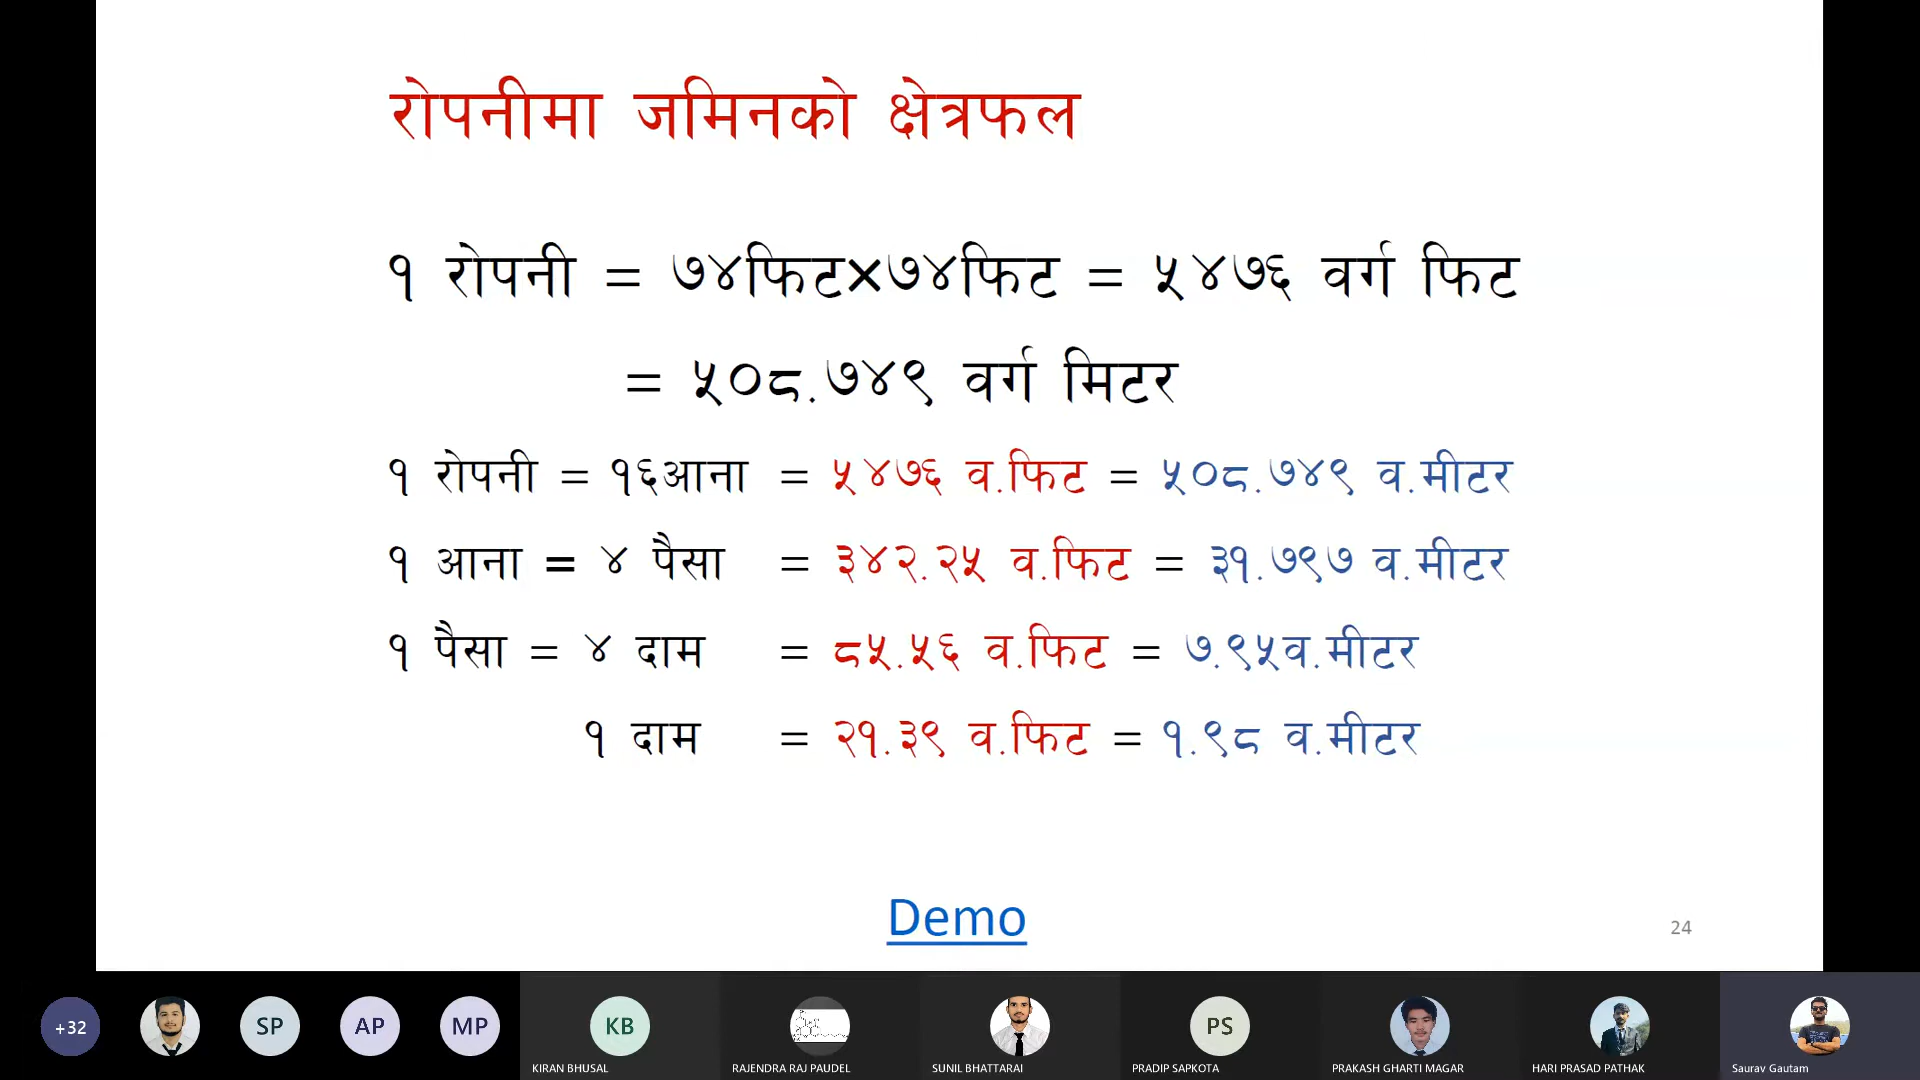 रोपनीमा जमिनको क्षेत्रफल
१ रोपनी = ७४फिट×७४फिट = ५४७६ वर्ग फिट
= ५०८.७४९ वर्ग मिटर
१ रोपनी = १६आना = ५४७६ व.फिट = ५०८.७४९ व.मीटर
१ आना = ४ पैसा = ३४२.२५ व.फिट = ३१.७९७ व.मीटर
१ पैसा = ४ दाम = ८५.५६ व.फिट = ७.९५व.मीटर
१ दाम = २१.३९ व.फिट = १.९८ व.मीटर
Demo
24
+32 SP AP MP KB PS
KIRAN BHUSAL RAJENDRA RAJ PAUDEL SUNIL BHATTARAI PRADIP SAPKOTA PRAKASH GHARTI MAGAR HARI PRASAD PATHAK Saurav Gautam